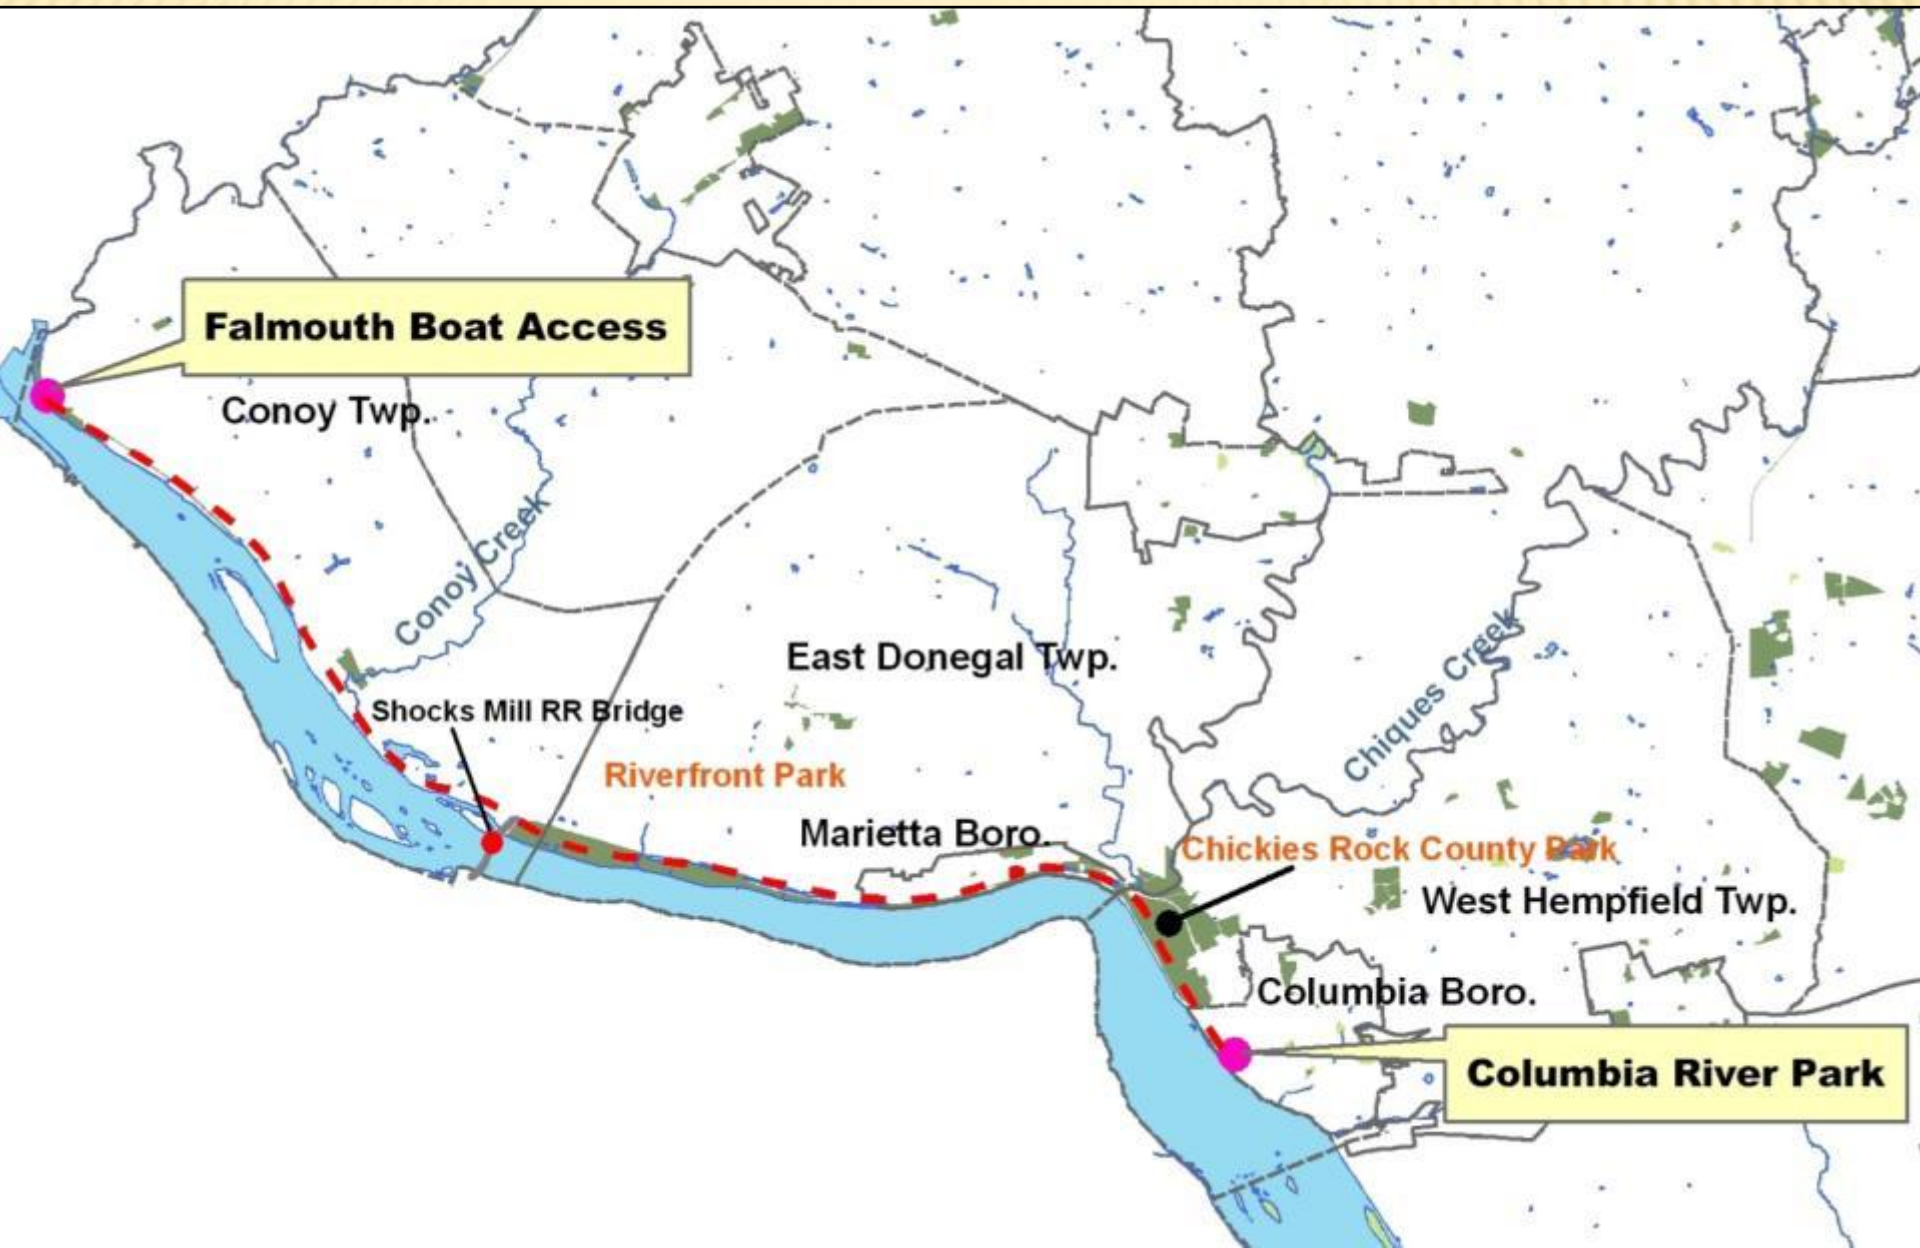 Falmouth Boat Access
Conoy Twp.
Conoy Creek
East Donegal Twp.
Shocks Mill RR Bridge
Riverfront Park
Marietta Boro.
Chiques Creek
Chickies Rock County Park
West Hempfield Twp.
Columbia Boro.
Columbia River Park